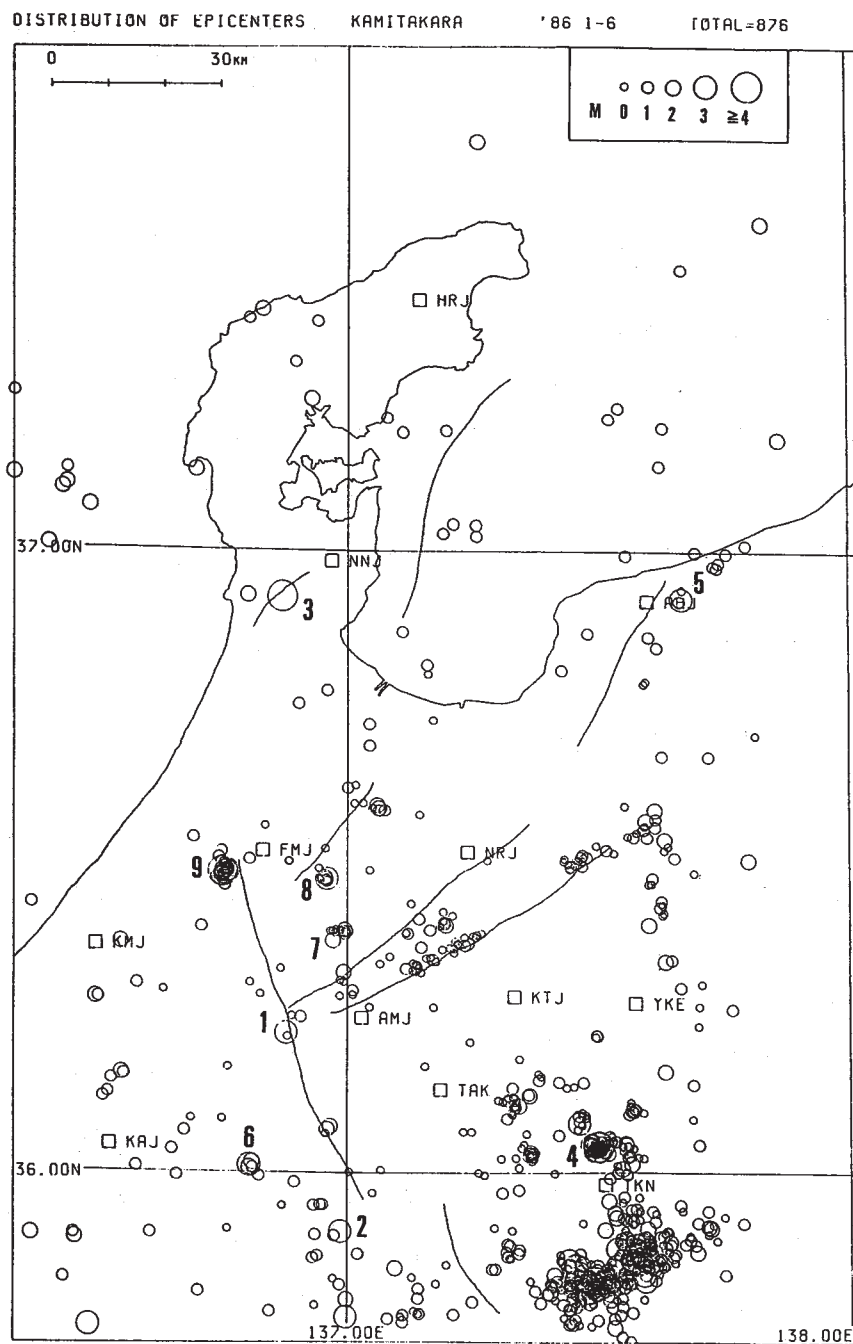 DISTRIBUTION OF EPICENTERS KAMITAKARA '86 1-6 TOTAL=876
0 30KM
M 0 1 2 3 ≧4
HRJ
37.00N
NNJ
5
3
FMJ
NRJ
9
8
KMJ
7
KTJ
YKE
1
AMJ
TAK
KAJ
6
4
36.00N
TKN
2
137.00E
138.00E